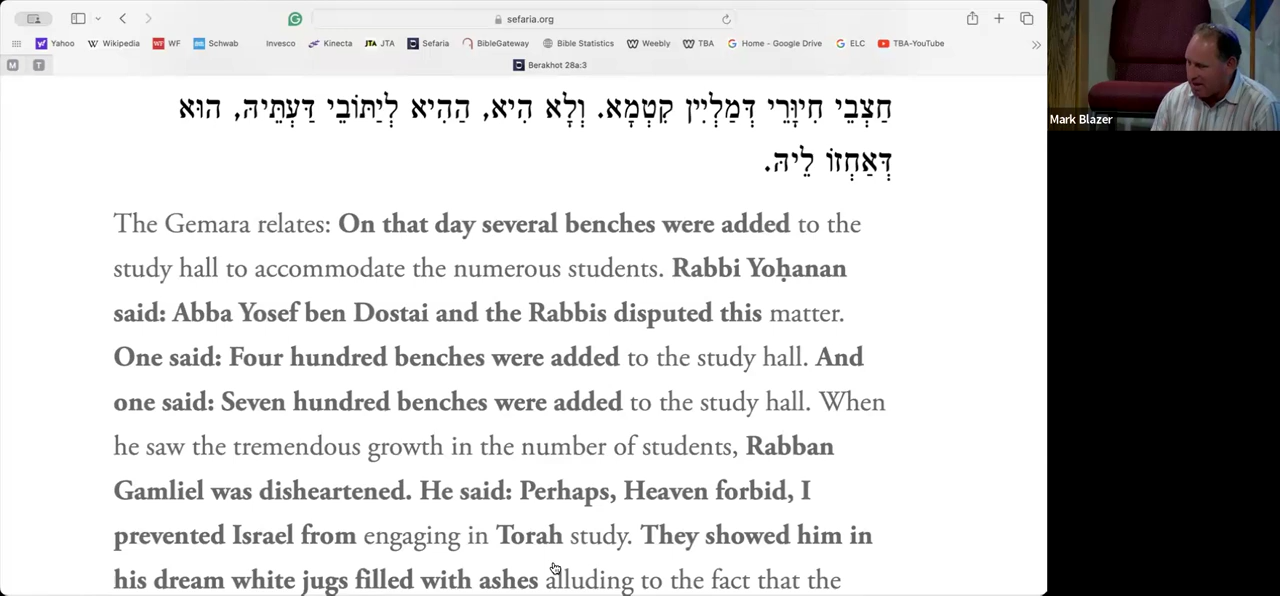 sefaria.org
Yahoo
Wikipedia
WF
Schwab
Invesco
Kinecta
JTA JTA
Sefaria
BibleGateway
Bible Statistics
Weebly
TBA
Home - Google Drive
ELC
TBA-YouTube
M
T
Berakhot 28a:3
Mark Blazer
חַצְבֵי חִיוָּרֵי דְּמַלְיִין קִטְמָא. וְלָא הִיא, הַהִיא לְיַתּוֹבֵי דַּעְתֵּיהּ, הוּא
דְּאַחְזוֹ לֵיהּ.
The Gemara relates: On that day several benches were added to the
study hall to accommodate the numerous students. Rabbi Yoḥanan
said: Abba Yosef ben Dostai and the Rabbis disputed this matter.
One said: Four hundred benches were added to the study hall. And
one said: Seven hundred benches were added to the study hall. When
he saw the tremendous growth in the number of students, Rabban
Gamliel was disheartened. He said: Perhaps, Heaven forbid, I
prevented Israel from engaging in Torah study. They showed him in
his dream white jugs filled with ashes alluding to the fact that the